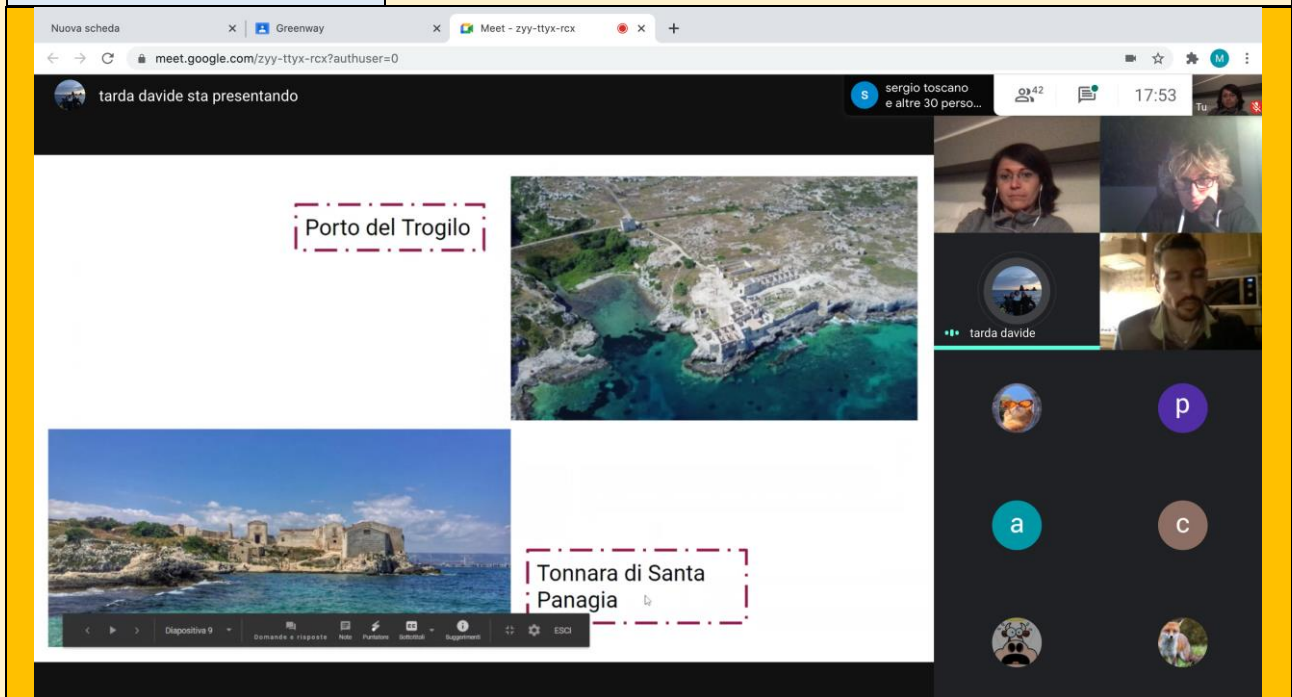 Nuova scheda
Greenway
Meet - zyy-ttyx-rcx
meet.google.com/zyy-ttyx-rcx?authuser=0
M
tarda davide sta presentando
s
sergio toscano
e altre 30 perso...
42
17:53
Tu
Porto del Trogilo
tarda davide
p
a
c
Tonnara di Santa
Panagia
Diapositiva 9
Domande e risposte
Note
Puntatore
Sottotitoli
Suggerimenti
ESCI